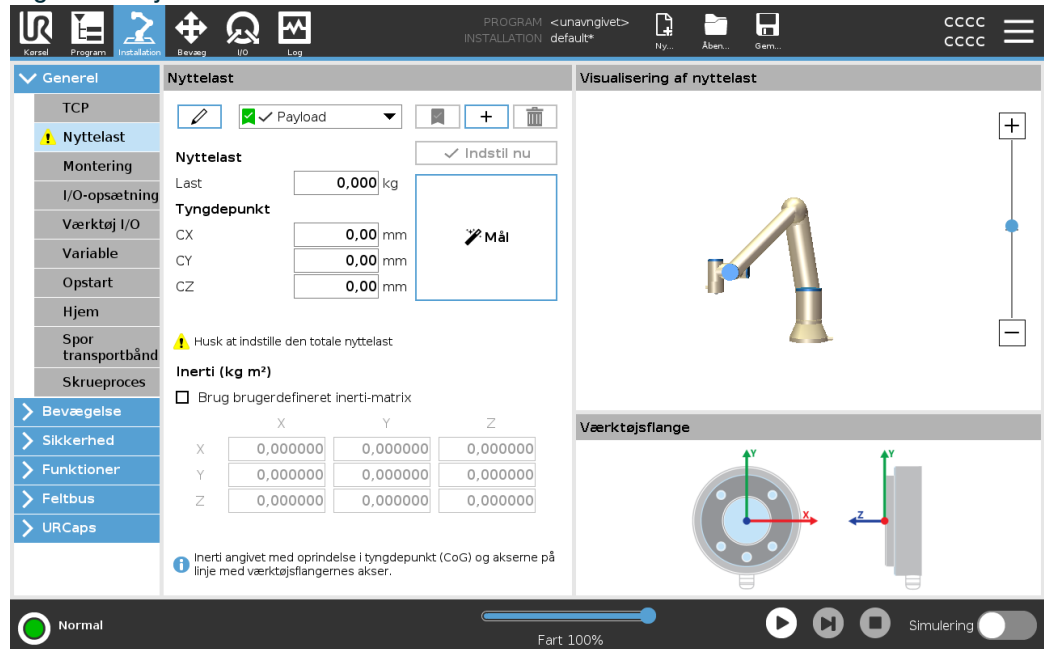 UR
Kørsel
Program
Installation
Bevæg
I/O
Log
PROGRAM <unavngivet>
INSTALLATION default*
Ny...
Åben...
Gem...
CCCC
CCCC
Generel
TCP
Nyttelast
Montering
I/O-opsætning
Værktøj I/O
Variable
Opstart
Hjem
Spor
transportbånd
Skrueproces
Bevægelse
Sikkerhed
Funktioner
Feltbus
URCaps
Nyttelast
Payload
Indstil nu
Nyttelast
Last 0,000 kg
Tyngdepunkt
CX 0,00 mm
CY 0,00 mm
CZ 0,00 mm
Mål
Husk at indstille den totale nyttelast
Inerti (kg m²)
Brug brugerdefineret inerti-matrix
X Y Z
X 0,000000 0,000000 0,000000
Y 0,000000 0,000000 0,000000
Z 0,000000 0,000000 0,000000
Inerti angivet med oprindelse i tyngdepunkt (CoG) og akserne på
linje med værktøjsflangernes akser.
Visualisering af nyttelast
Værktøjsflange
Y
X
Y
Z
Normal
Fart 100%
Simulering